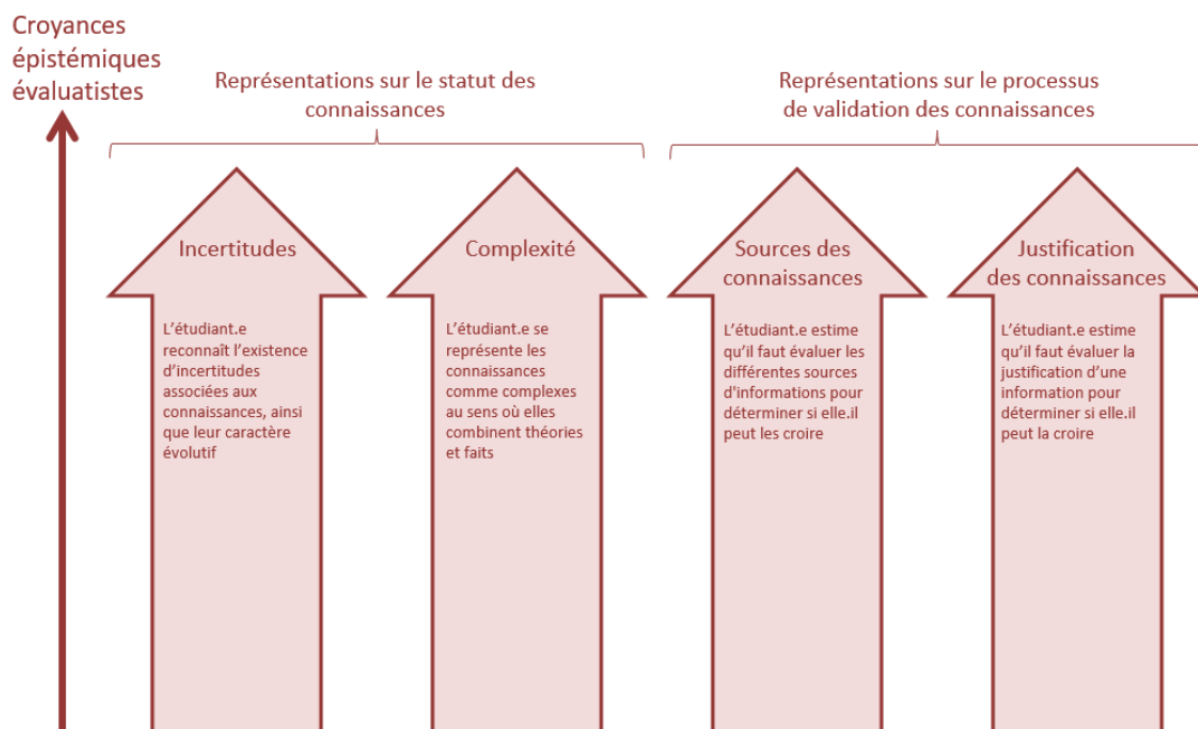 Croyances
épistémiques
évaluatistes
Représentations sur le statut des
connaissances
Représentations sur le processus
de validation des connaissances
Incertitudes
L'étudiant.e
reconnaît l'existence
d'incertitudes
associées aux
connaissances, ainsi
que leur caractère
évolutif
Complexité
L'étudiant.e se
représente les
connaissances
comme complexes
au sens où elles
combinent théories
et faits
Sources des
connaissances
L'étudiant.e estime
qu'il faut évaluer les
différentes sources
d'informations pour
déterminer si elle.il
peut les croire
Justification
des connaissances
L'étudiant.e estime
qu'il faut évaluer la
justification d'une
information pour
déterminer si elle.il
peut la croire